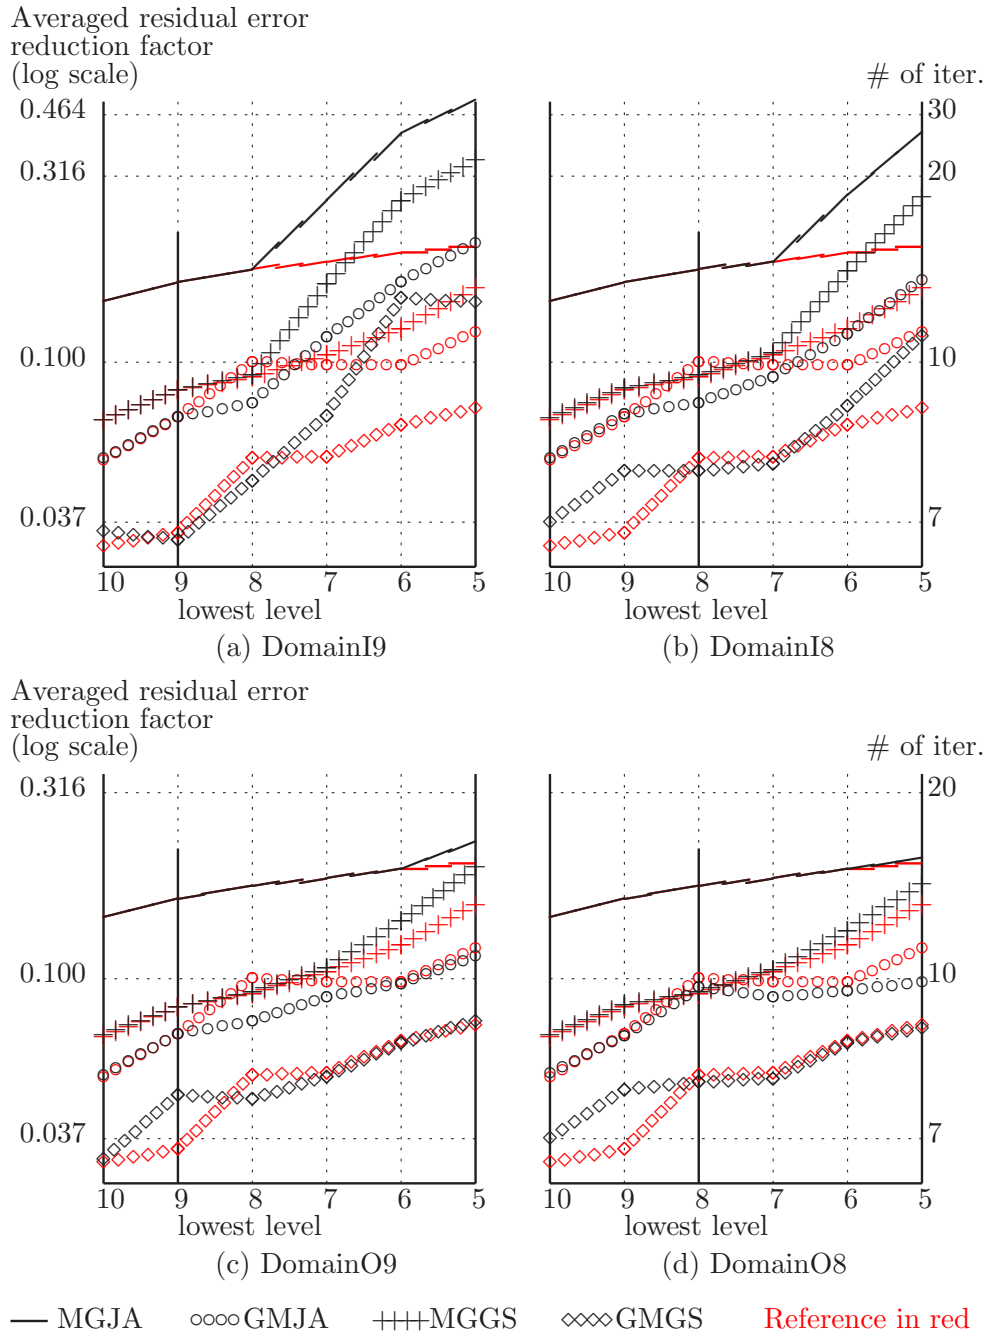 Averaged residual error
reduction factor
(log scale)
# of iter.
0.464
0.316
0.100
0.037
30
20
10
7
10 9 8 7 6 5
lowest level
(a) DomainI9
10 9 8 7 6 5
lowest level
(b) DomainI8
Averaged residual error
reduction factor
(log scale)
# of iter.
0.316
0.100
0.037
20
10
7
10 9 8 7 6 5
lowest level
(c) DomainO9
10 9 8 7 6 5
lowest level
(d) DomainO8
MGJA GMJA MGGS GMGS Reference in red